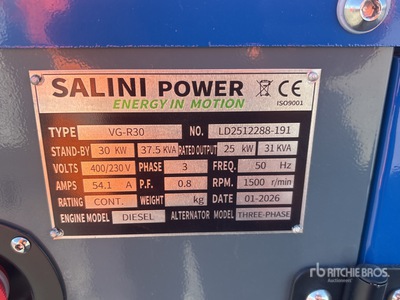 SALINI POWER CE
ENERGY IN MOTION ISO9001
TYPE VG-R30 NO. LD2512288-191
STAND-BY 30 KW 37.5 KVA RATED OUTPUT 25 kW 31 KVA
VOLTS 400/230 V PHASE 3 FREQ. 50 Hz
AMPS 54.1 A P.F. 0.8 RPM. 1500 r/min
RATING CONT. WEIGHT kg DATE 01-2026
ENGINE MODEL DIESEL ALTERNATOR MODEL THREE-PHASE
rb RITCHIE BROS.
Auctioneers